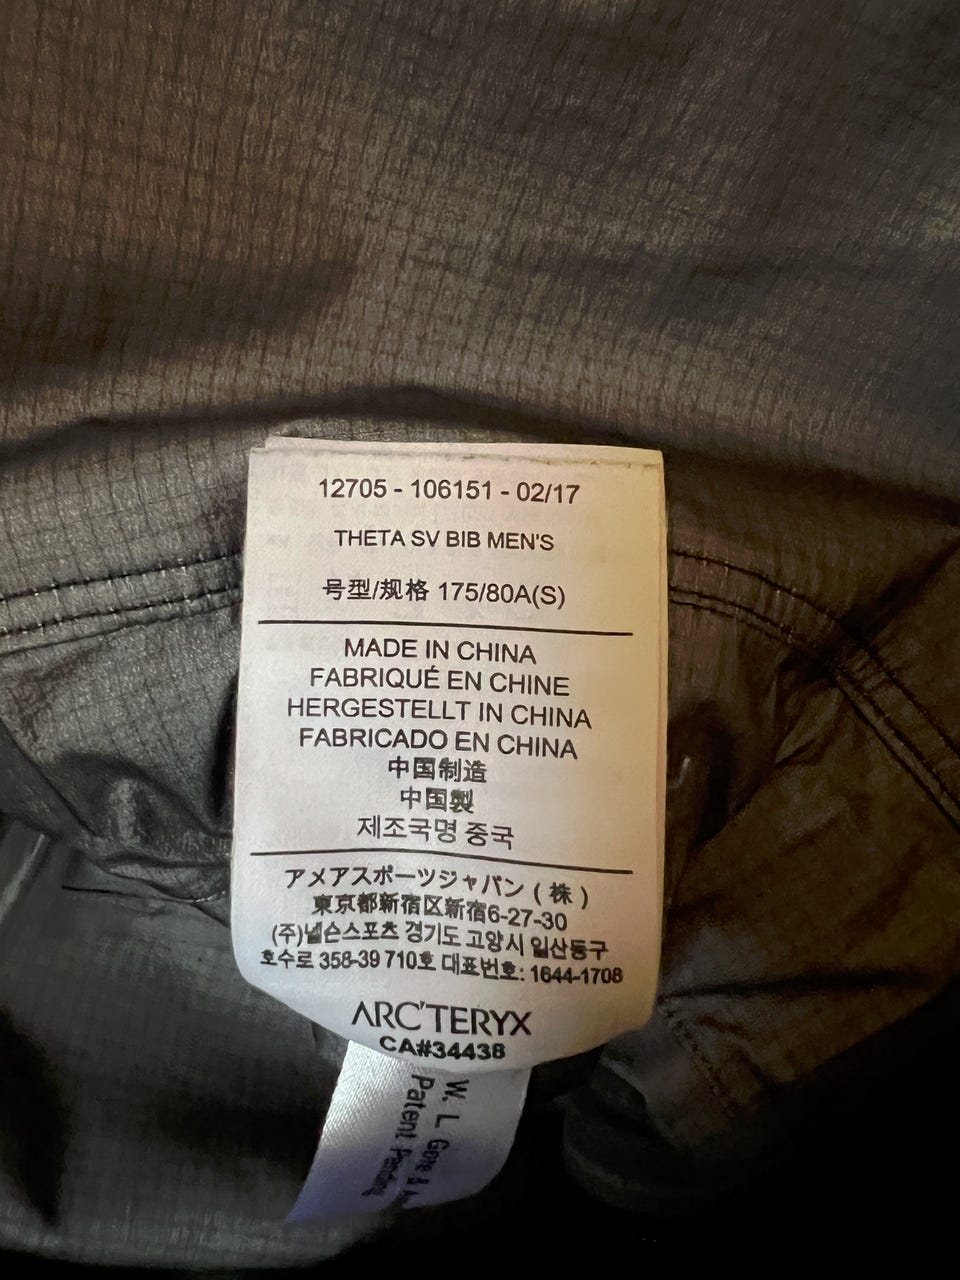 12705 - 106151 - 02/17
THETA SV BIB MEN'S
号型/规格 175/80A(S)
MADE IN CHINA
FABRIQUÉ EN CHINE
HERGESTELLT IN CHINA
FABRICADO EN CHINA
中国制造
中国製
제조국명 중국
アメアスポーツジャパン(株)
東京都新宿区新宿6-27-30
(주)넬슨스포츠 경기도 고양시 일산동구
호수로 358-39 710호 대표번호: 1644-1708
ARC'TERYX
CA#34438
W. L. Gore &
Patent Pending